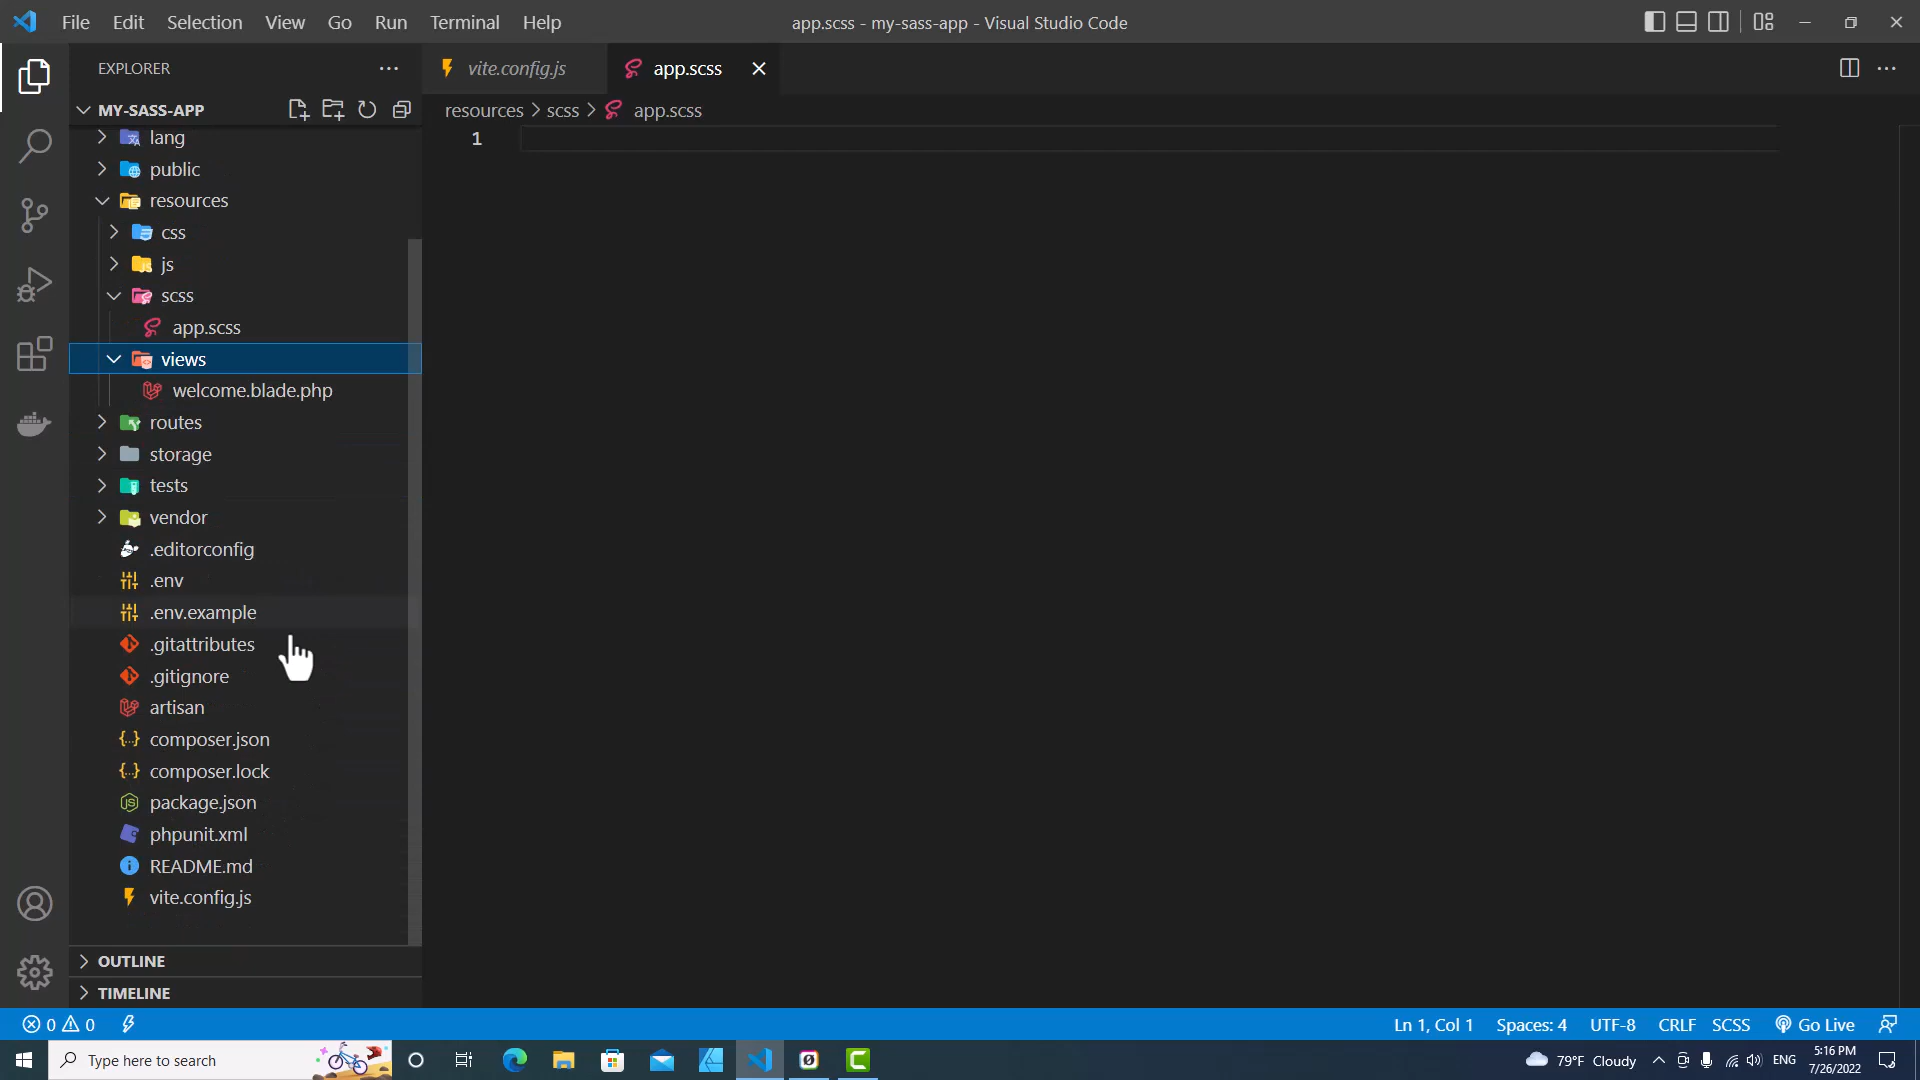 File Edit Selection View Go Run Terminal Help
app.scss - my-sass-app - Visual Studio Code
EXPLORER
vite.config.js
app.scss
MY-SASS-APP
resources
scss
app.scss
1
lang
public
resources
css
js
scss
app.scss
views
welcome.blade.php
routes
storage
tests
vendor
.editorconfig
.env
.env.example
.gitattributes
.gitignore
artisan
composer.json
composer.lock
package.json
phpunit.xml
README.md
vite.config.js
OUTLINE
TIMELINE
0 0
Ln 1, Col 1 Spaces: 4 UTF-8 CRLF SCSS Go Live
Type here to search
79°F Cloudy
ENG
5:16 PM
7/26/2022